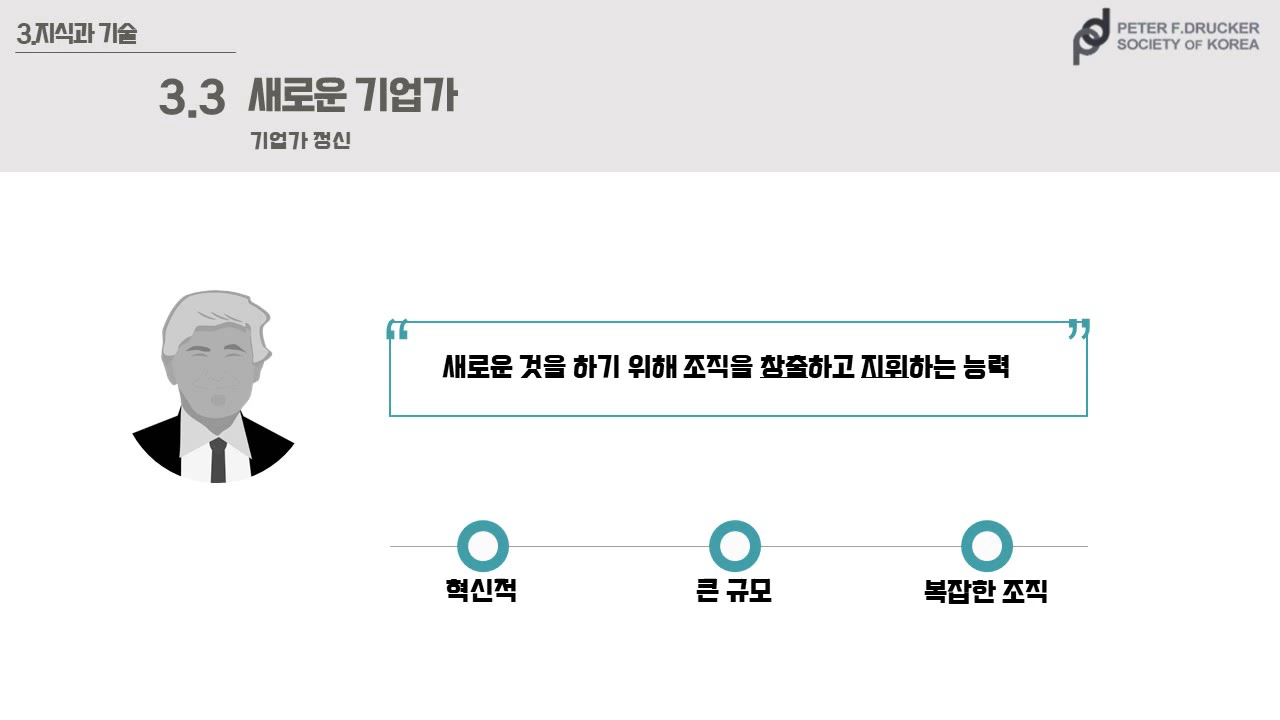 3.지식과 기술
PETER F.DRUCKER
SOCIETY OF KOREA
3.3 새로운 기업가
기업가 정신
“ ”
새로운 것을 하기 위해 조직을 창출하고 지휘하는 능력
혁신적
큰 규모
복잡한 조직